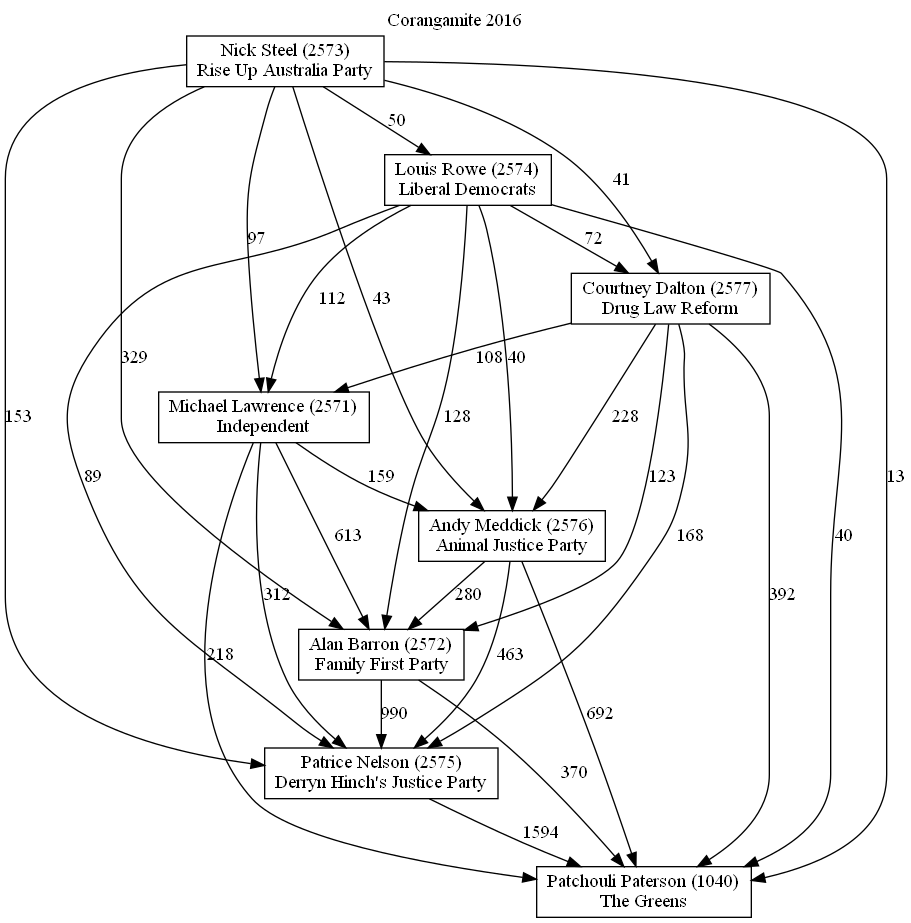 Corangamite 2016
Nick Steel (2573)
Rise Up Australia Party
50
Louis Rowe (2574)
Liberal Democrats
41
97
112
43
72
Courtney Dalton (2577)
Drug Law Reform
329
108
40
Michael Lawrence (2571)
Independent
153
128
228
89
159
123
13
Andy Meddick (2576)
Animal Justice Party
613
168
40
312
280
392
Alan Barron (2572)
Family First Party
218
463
990
692
Patrice Nelson (2575)
Derryn Hinch's Justice Party
370
1594
Patchouli Paterson (1040)
The Greens